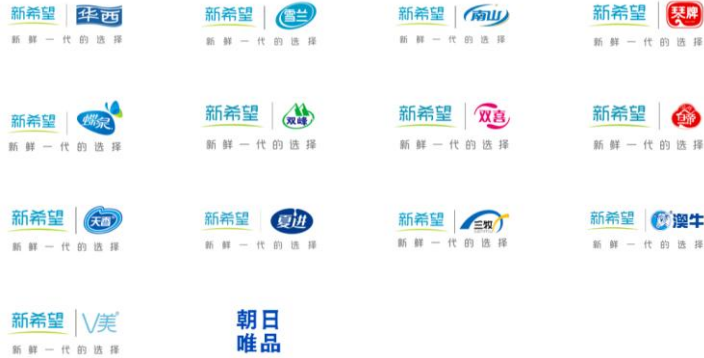 新希望 华西
新鲜一代的选择
新希望 雪兰
新鲜一代的选择
新希望 南山
新鲜一代的选择
新希望 琴牌
新鲜一代的选择
新希望 蝶泉
新鲜一代的选择
新希望 双峰
新鲜一代的选择
新希望 双喜
新鲜一代的选择
新希望 白帝
新鲜一代的选择
新希望 天香
新鲜一代的选择
新希望 夏进
新鲜一代的选择
新希望 三牧
新鲜一代的选择
新希望 澳牛
新鲜一代的选择
新希望 V美
新鲜一代的选择
朝日
唯品